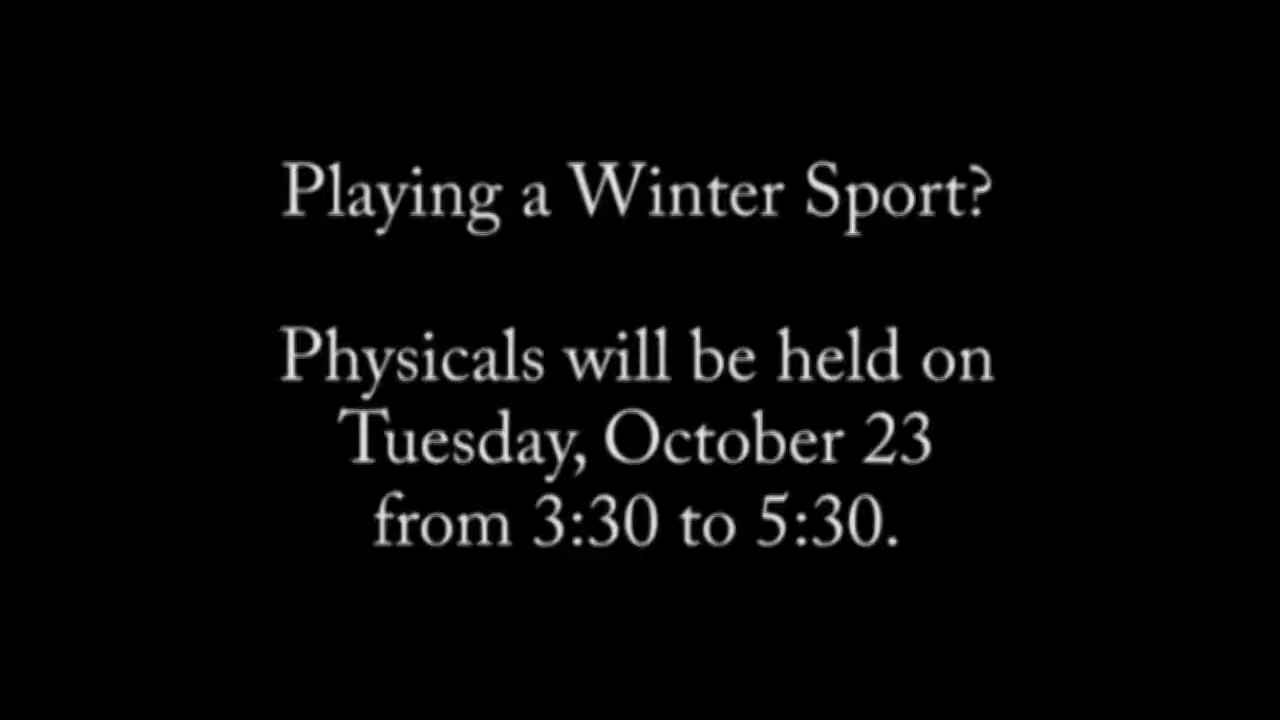 Playing a Winter Sport?
Physicals will be held on
Tuesday, October 23
from 3:30 to 5:30.